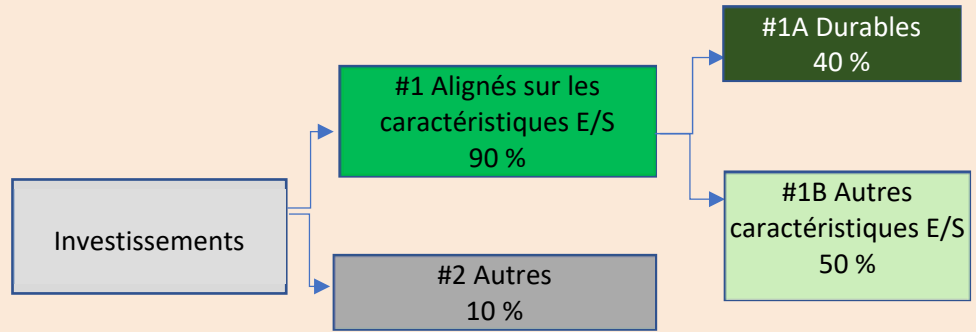 #1A Durables
40 %
#1 Alignés sur les
caractéristiques E/S
90 %
#1B Autres
caractéristiques E/S
50 %
Investissements
#2 Autres
10 %